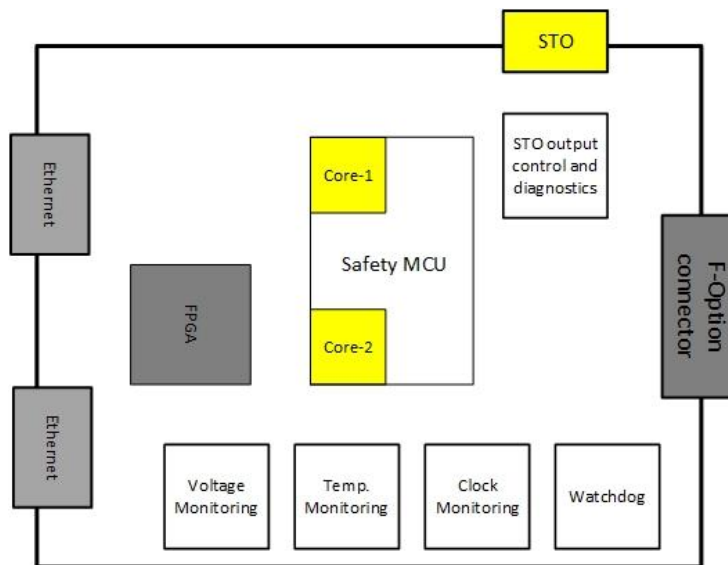 STO
STO output
control and
diagnostics
Ethernet
Core-1
Safety MCU
F-Option
connector
FPGA
Core-2
Ethernet
Voltage
Monitoring
Temp.
Monitoring
Clock
Monitoring
Watchdog